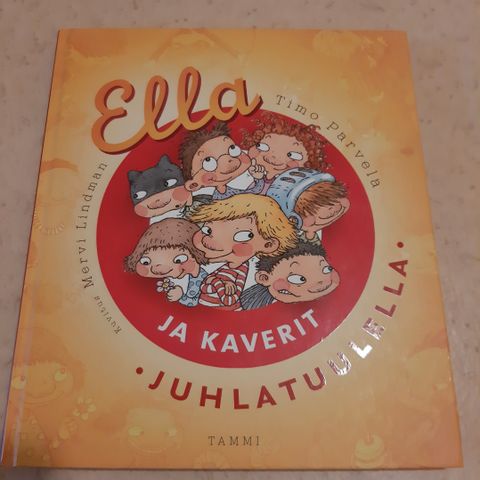 Ella
Timo Parvela
Kuvitus Mervi Lindman
JA KAVERIT
• JUHLATUULELLA •
TAMMI